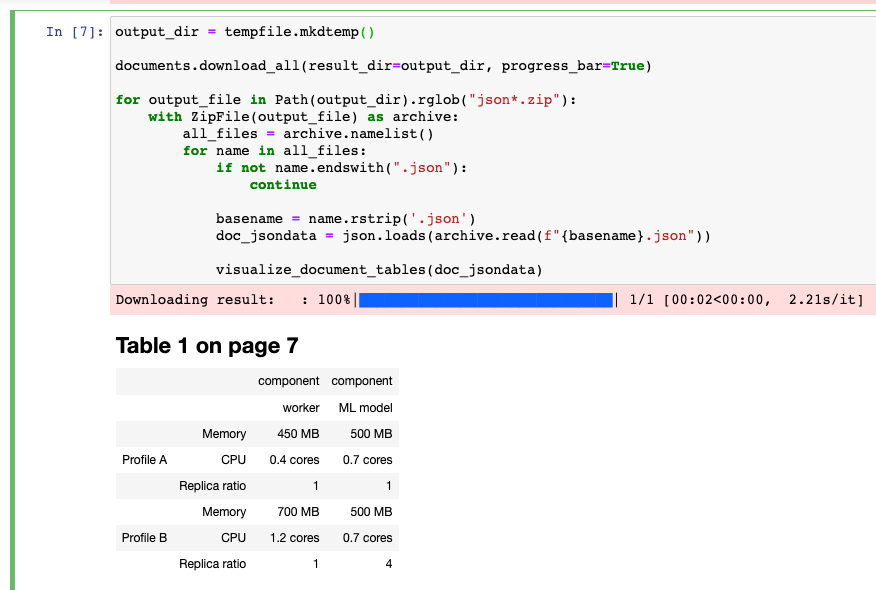 In [7]: output_dir = tempfile.mkdtemp()
documents.download_all(result_dir=output_dir, progress_bar=True)
for output_file in Path(output_dir).rglob("json*.zip"):
with ZipFile(output_file) as archive:
all_files = archive.namelist()
for name in all_files:
if not name.endswith(".json"):
continue
basename = name.rstrip('.json')
doc_jsondata = json.loads(archive.read(f"{basename}.json"))
visualize_document_tables(doc_jsondata)
Downloading result:   : 100%| | 1/1 [00:02<00:00,  2.21s/it]
Table 1 on page 7
component component
worker ML model
Memory 450 MB 500 MB
Profile A CPU 0.4 cores 0.7 cores
Replica ratio 1 1
Memory 700 MB 500 MB
Profile B CPU 1.2 cores 0.7 cores
Replica ratio 1 4